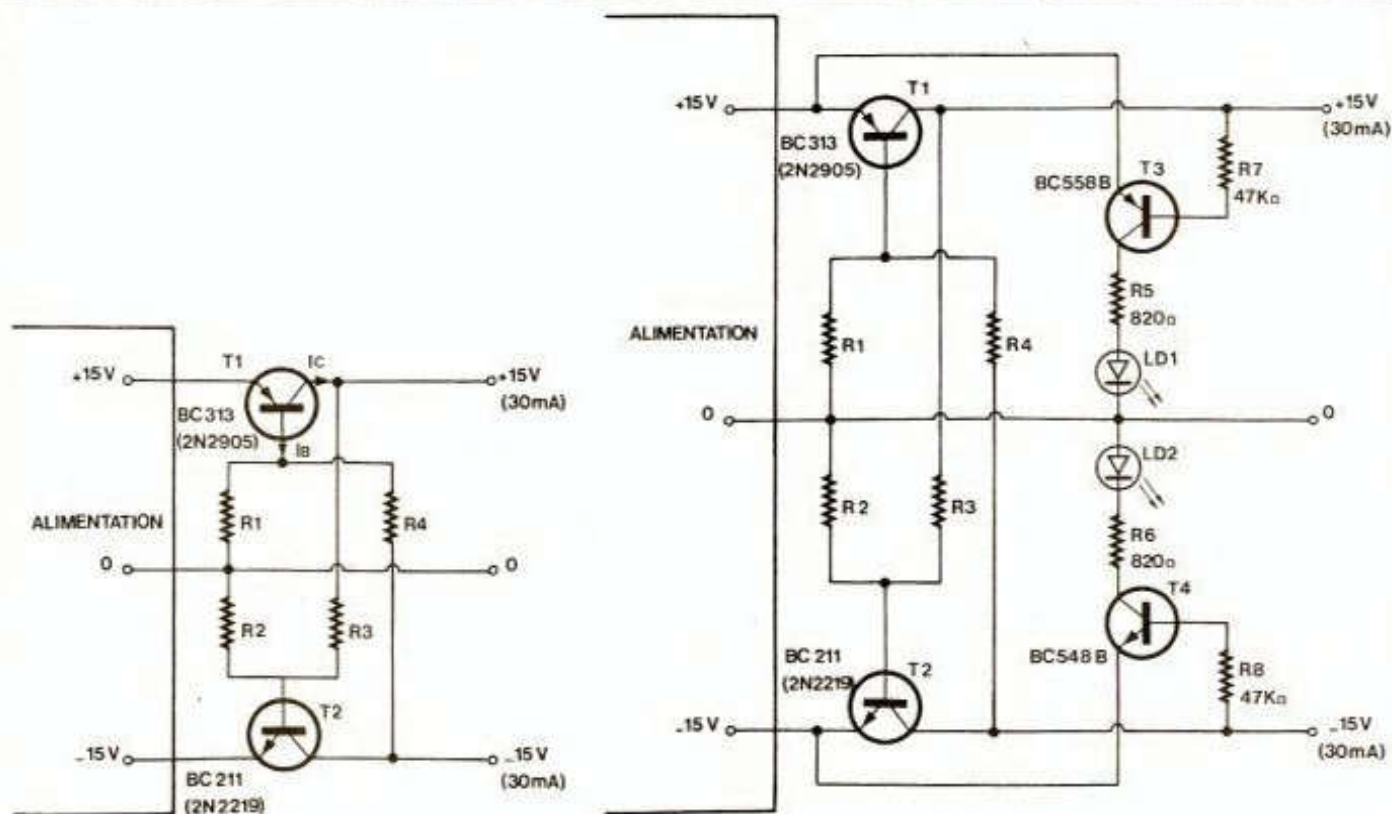 +15V
T1
IC
+15V
(30mA)
BC313
(2N2905)
IB
R1
R4
ALIMENTATION
0
0
R2
R3
T2
-15V
-15V
(30mA)
BC 211
(2N2219)
+15V
T1
+15V
(30mA)
BC313
(2N2905)
T3
R7
47KΩ
BC558B
R5
820Ω
ALIMENTATION
R1
R4
LD1
0
0
LD2
R2
R3
R6
820Ω
T4
BC548B
BC 211
(2N2219)
T2
R8
47KΩ
-15V
-15V
(30mA)